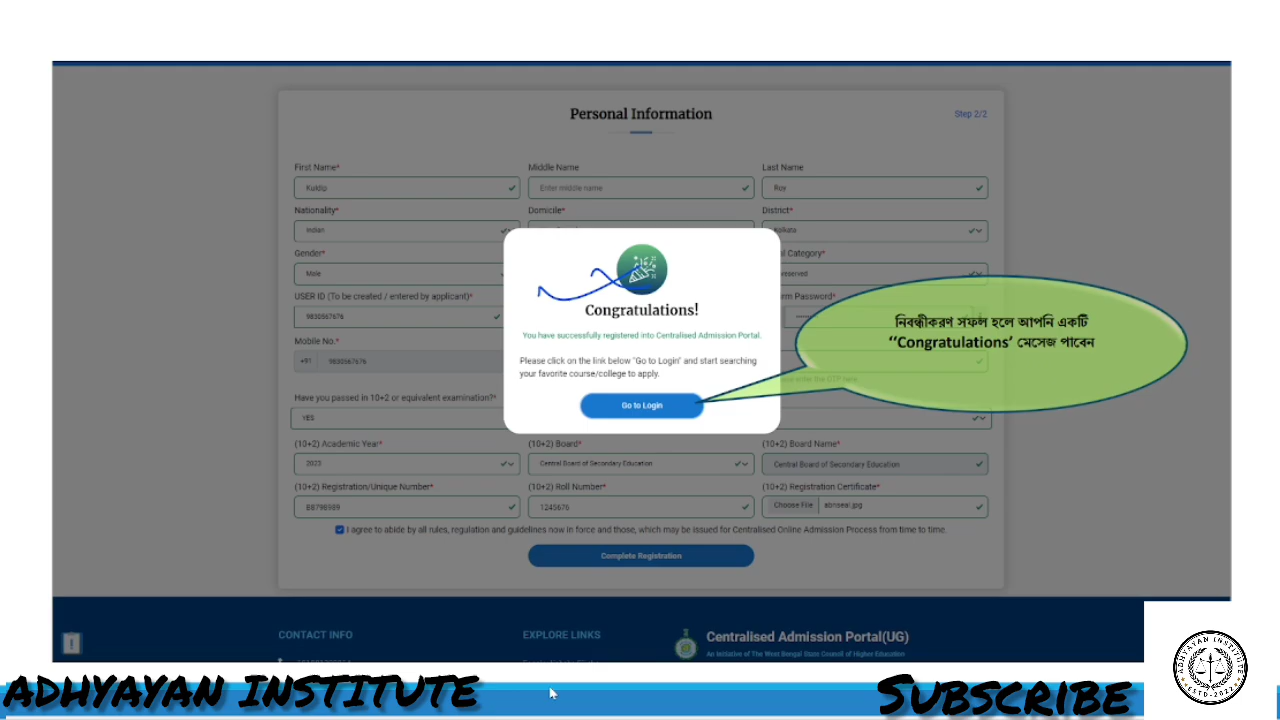 Personal Information
Step 2/2
First Name*
Middle Name
Last Name
Kuldip
Enter middle name
Roy
Nationality*
Domicile*
District*
Indian
Kolkata
Gender*
Category*
Male
USER ID (To be created / entered by applicant)*
Password*
9830567676
Mobile No.*
+91 9830567676
Congratulations!
You have successfully registered into Centralised Admission Portal.
Please click on the link below "Go to Login" and start searching
your favorite course/college to apply.
Go to Login
নিবন্ধীকরণ সফল হলে আপনি একটি
‘‘Congratulations’ মেসেজ পাবেন
Have you passed in 10+2 or equivalent examination?*
YES
(10+2) Academic Year*
(10+2) Board*
(10+2) Board Name*
2023
Central Board of Secondary Education
Central Board of Secondary Education
(10+2) Registration/Unique Number*
(10+2) Roll Number*
(10+2) Registration Certificate*
B8798989
1245676
Choose File abnseal.jpg
I agree to abide by all rules, regulation and guidelines now in force and those, which may be issued for Centralised Online Admission Process from time to time.
Complete Registration
CONTACT INFO
EXPLORE LINKS
Centralised Admission Portal(UG)
An Initiative of The West Bengal State Council of Higher Education
ADHYAYAN INSTITUTE
SUBSCRIBE